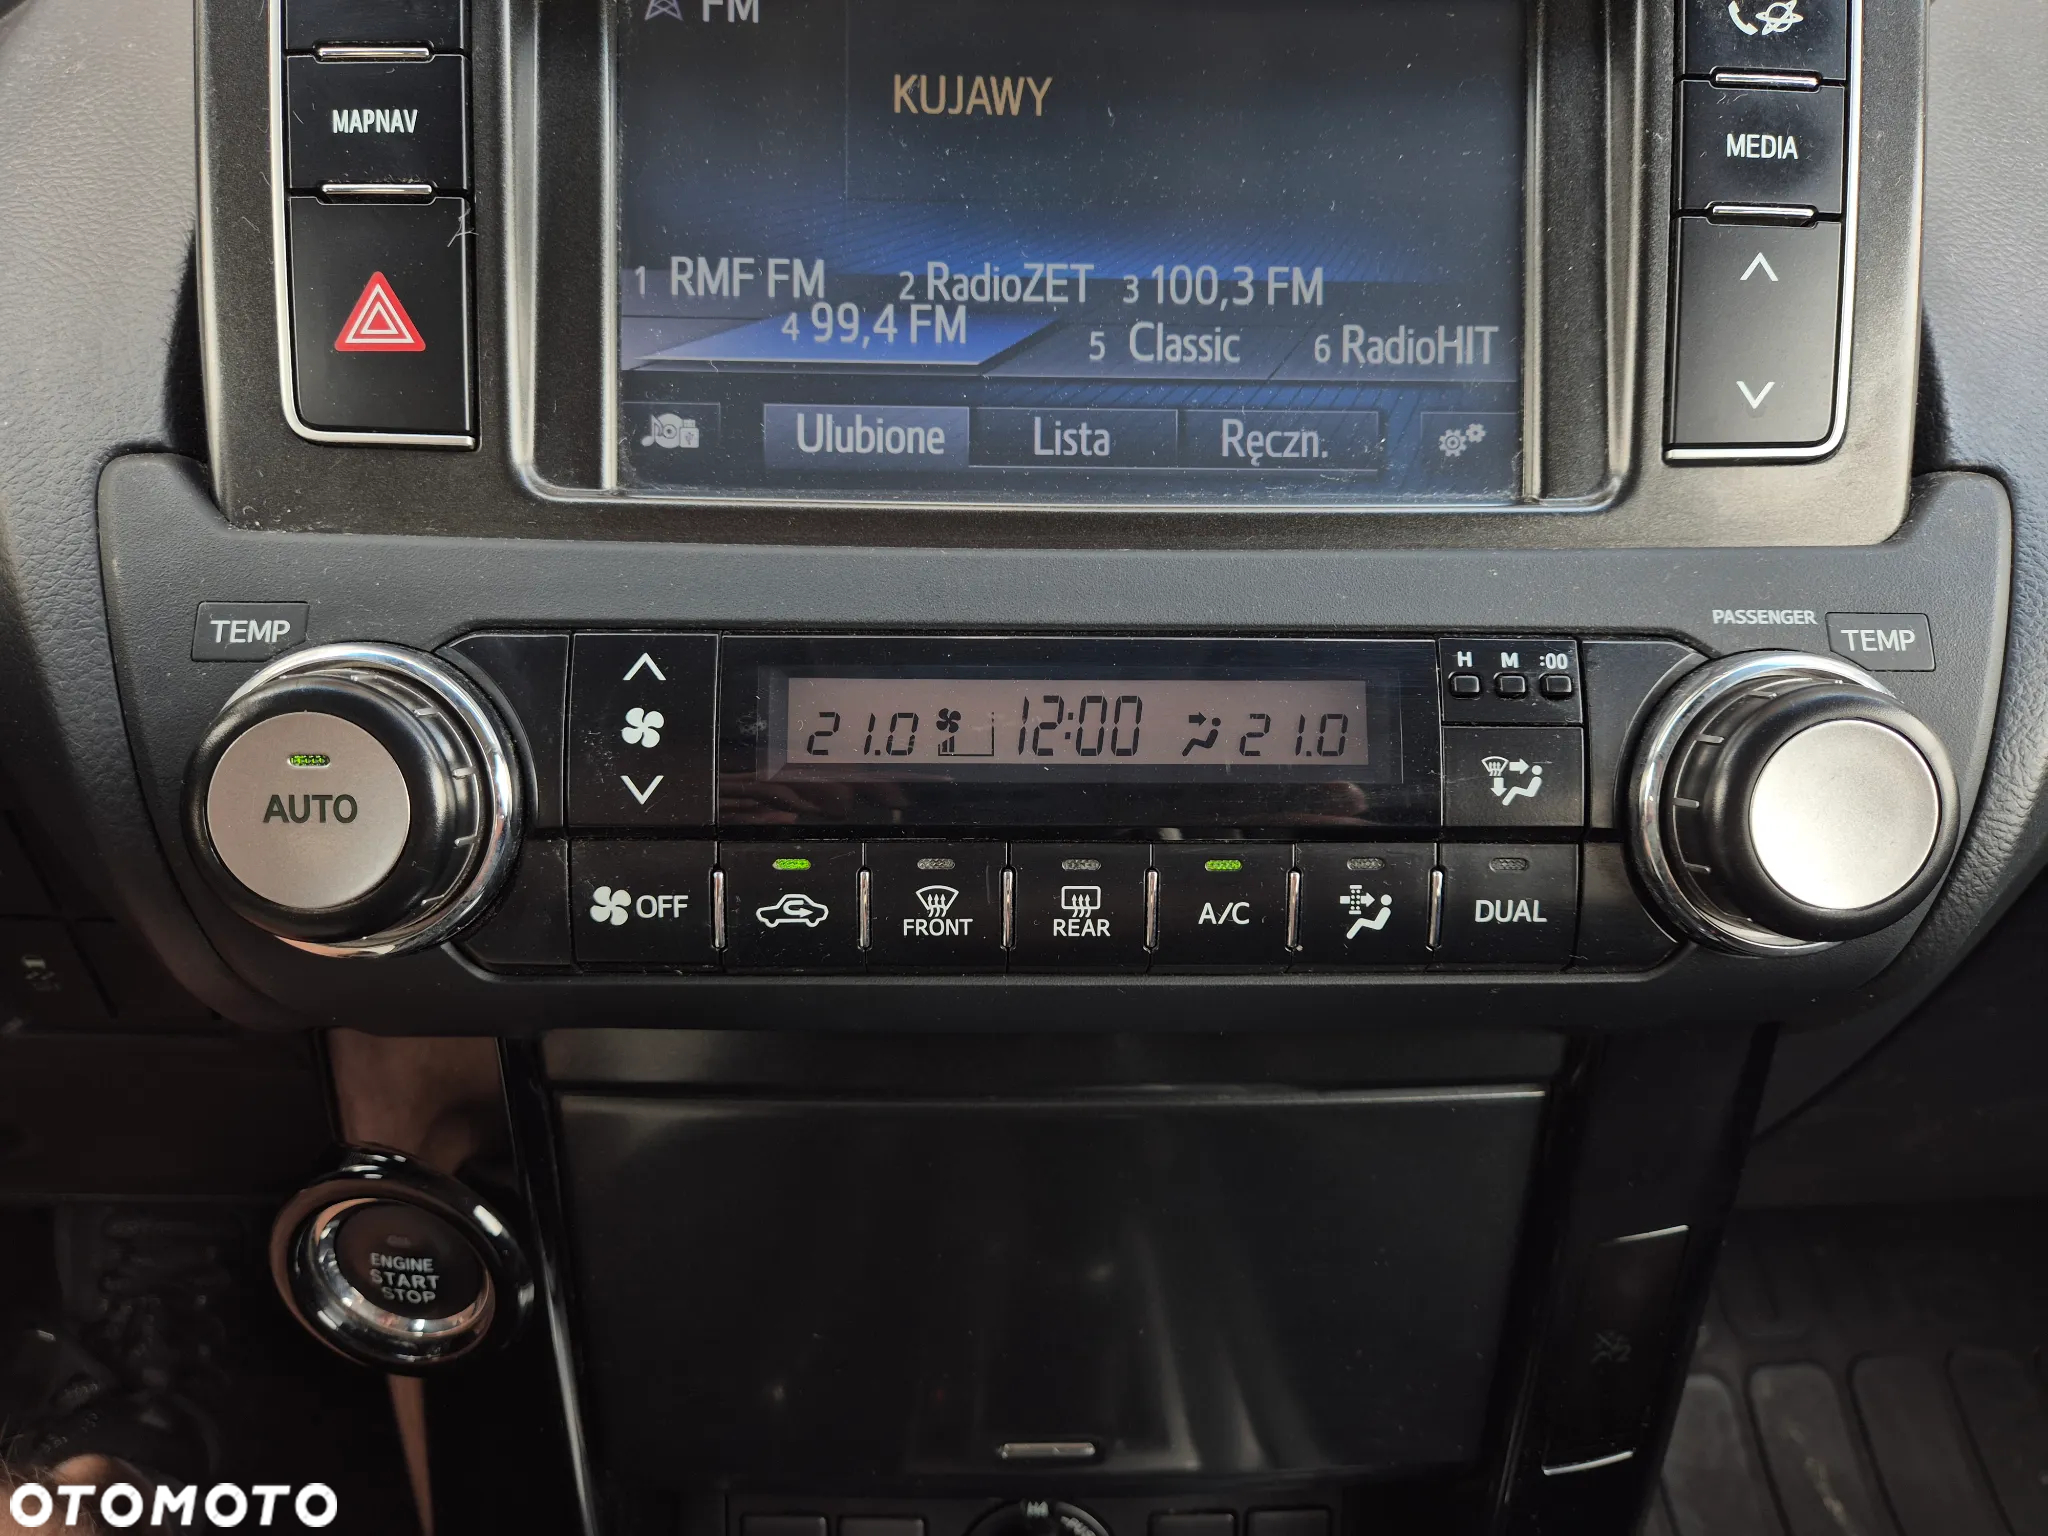 FM
KUJAWY
MAPNAV
MEDIA
1 RMF FM 2 RadioZET 3 100,3 FM
4 99,4 FM 5 Classic 6 RadioHIT
Ulubione Lista Ręczn.
TEMP
PASSENGER TEMP
H M :00
21.0 12:00 21.0
AUTO
OFF
FRONT
REAR
A/C
DUAL
ENGINE
START
STOP
OTOMOTO